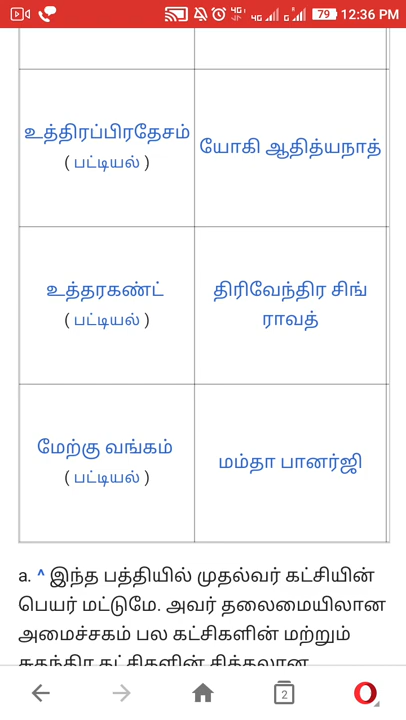 4G 4G G 79 12:36 PM
உத்திரப்பிரதேசம்
( பட்டியல் )
யோகி ஆதித்யநாத்
உத்தரகண்ட்
( பட்டியல் )
திரிவேந்திர சிங்
ராவத்
மேற்கு வங்கம்
( பட்டியல் )
மம்தா பானர்ஜி
a. ^ இந்த பத்தியில் முதல்வர் கட்சியின்
பெயர் மட்டுமே. அவர் தலைமையிலான
அமைச்சகம் பல கட்சிகளின் மற்றும்
2